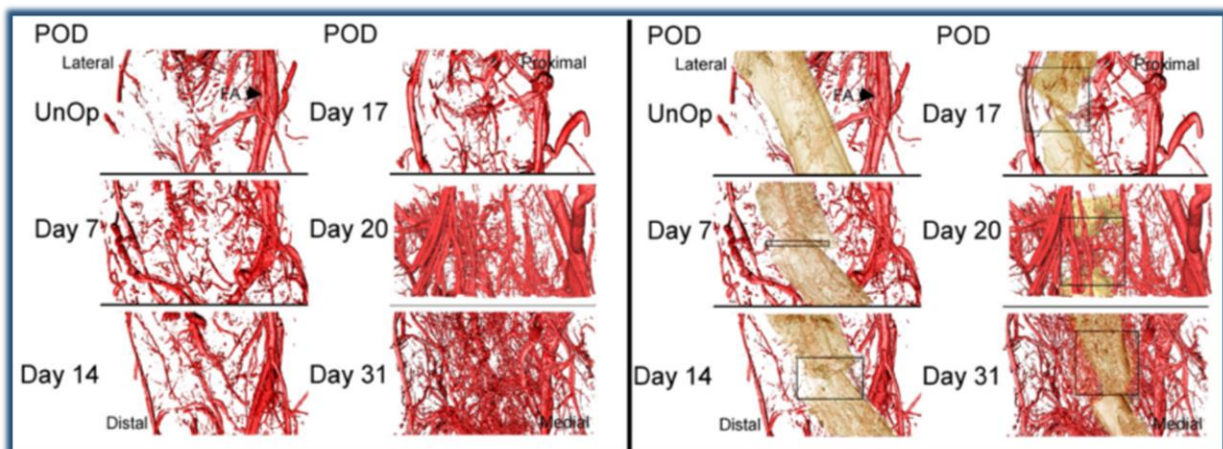 POD
Lateral
FA
UnOp
Day 7
Day 14
Distal
POD
Proximal
Day 17
Day 20
Day 31
Medial
POD
Lateral
FA
UnOp
Day 7
Day 14
Distal
POD
Proximal
Day 17
Day 20
Day 31
Medial